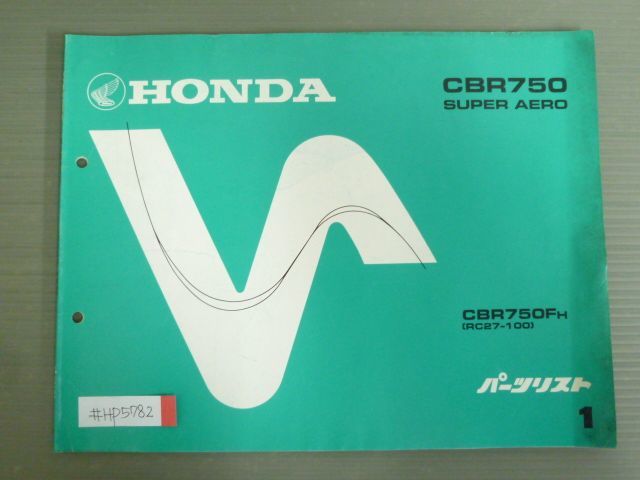 HONDA
CBR750
SUPER AERO
CBR750FH
(RC27-100)
パーツリスト
1
#HP5782